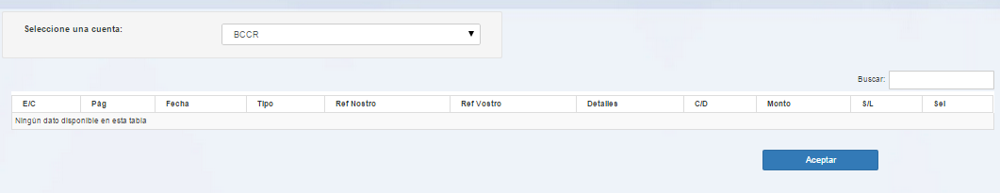 Seleccione una cuenta:
BCCR
Buscar:
E/C Pág Fecha Tipo Ref Nostro Ref Vostro Detalles C/D Monto S/L Sel
Ningún dato disponible en esta tabla
Aceptar